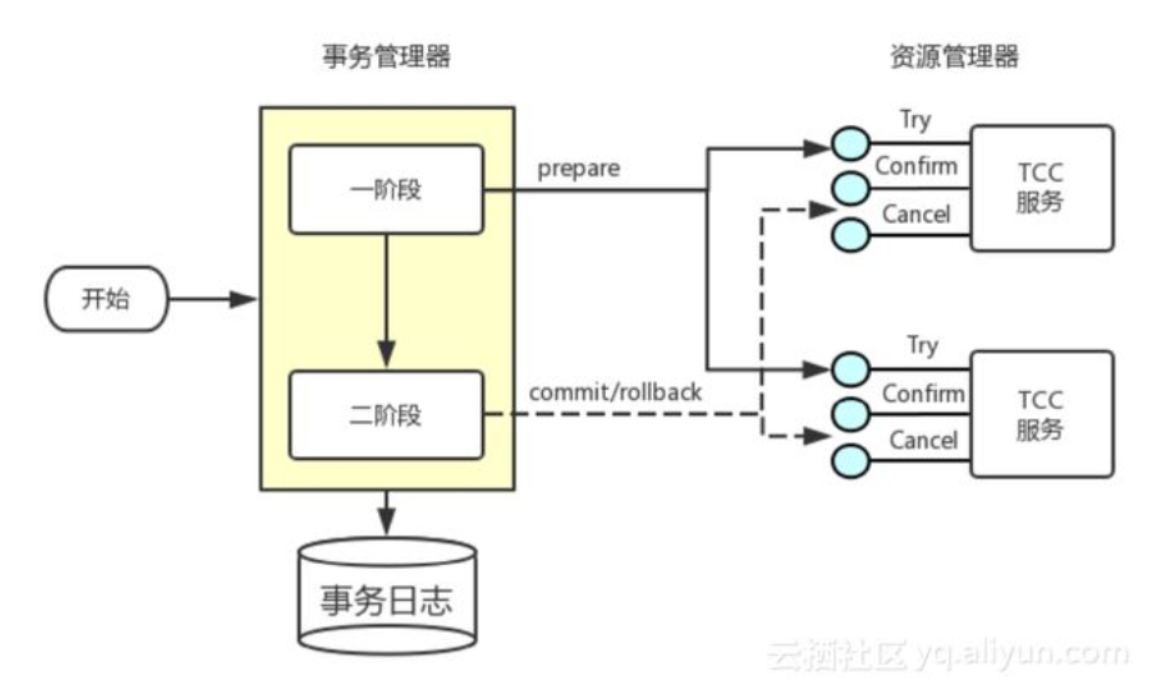 事务管理器
资源管理器
开始
一阶段
prepare
二阶段
commit/rollback
事务日志
Try
Confirm
Cancel
TCC
服务
Try
Confirm
Cancel
TCC
服务
云栖社区 yq.aliyun.com